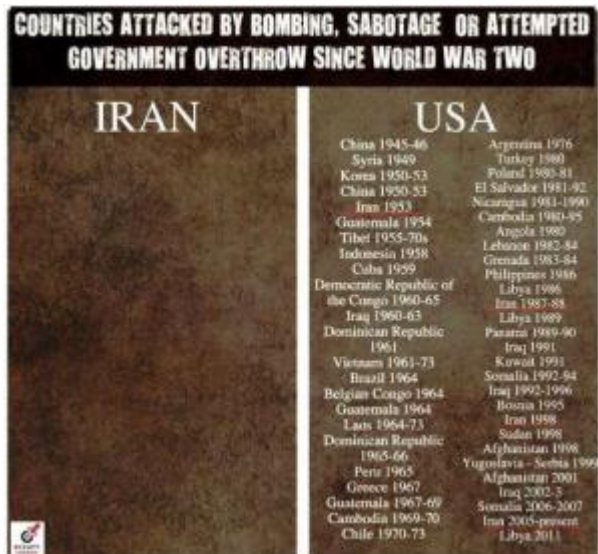 COUNTRIES ATTACKED BY BOMBING, SABOTAGE OR ATTEMPTED
GOVERNMENT OVERTHROW SINCE WORLD WAR TWO
IRAN
USA
China 1945-46
Syria 1949
Korea 1950-53
China 1950-53
Iran 1953
Guatemala 1954
Tibet 1955-70s
Indonesia 1958
Cuba 1959
Democratic Republic of
the Congo 1960-65
Iraq 1960-63
Dominican Republic
1961
Vietnam 1961-73
Brazil 1964
Belgian Congo 1964
Guatemala 1964
Laos 1964-73
Dominican Republic
1965-66
Peru 1965
Greece 1967
Guatemala 1967-69
Cambodia 1969-70
Chile 1970-73
Argentina 1976
Turkey 1980
Poland 1980-81
El Salvador 1981-92
Nicaragua 1981-1990
Cambodia 1980-95
Angola 1980
Lebanon 1982-84
Grenada 1983-84
Philippines 1986
Libya 1986
Iran 1987-88
Libya 1989
Panama 1989-90
Iraq 1991
Kuwait 1991
Somalia 1992-94
Iraq 1992-1996
Bosnia 1995
Iran 1998
Sudan 1998
Afghanistan 1998
Yugoslavia - Serbia 1999
Afghanistan 2001
Iraq 2002-3
Somalia 2006-2007
Iran 2005-present
Libya 2011